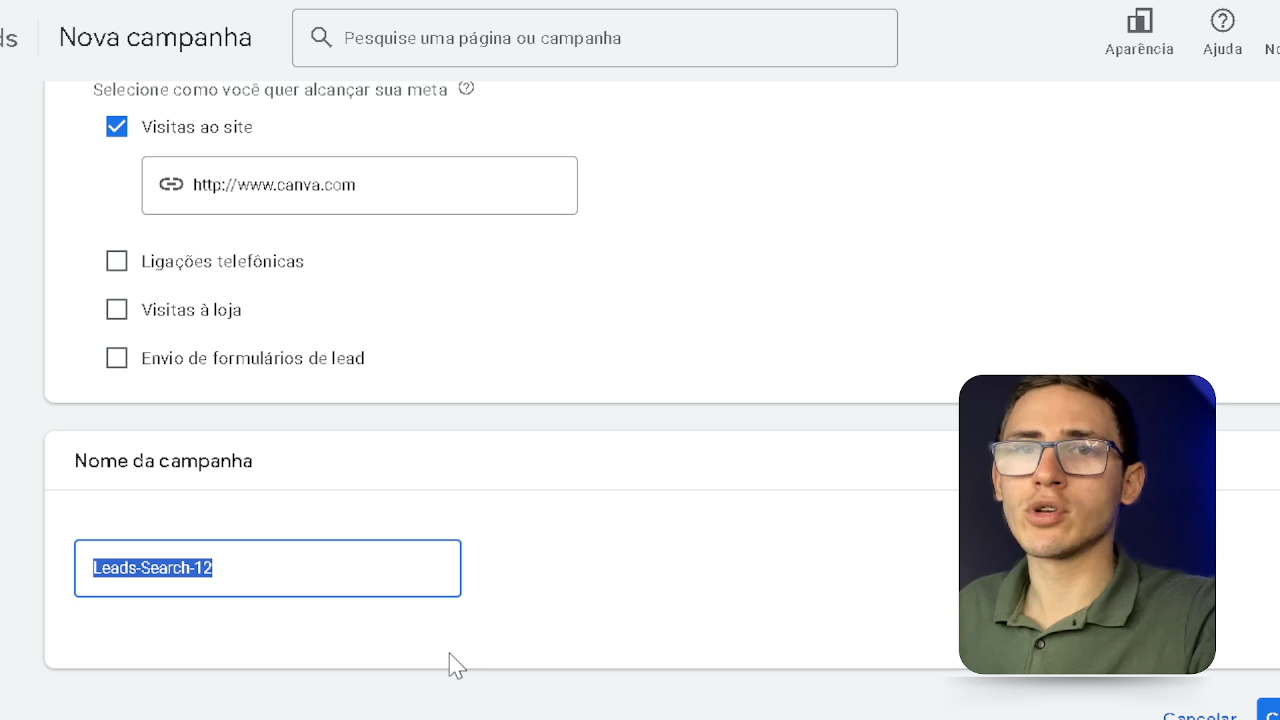 ds
Nova campanha
Pesquise uma página ou campanha
Aparência
Ajuda
Selecione como você quer alcançar sua meta
Visitas ao site
http://www.canva.com
Ligações telefônicas
Visitas à loja
Envio de formulários de lead
Nome da campanha
Leads-Search-12
Cancelar